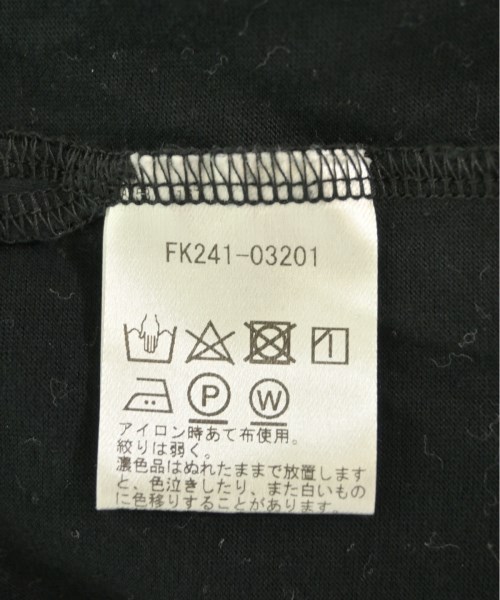 FK241-03201
P W
アイロン時あて布使用。
絞りは弱く。
濃色品はぬれたままで放置します
と、色泣きしたり、また白いもの
に色移りすることがあります。